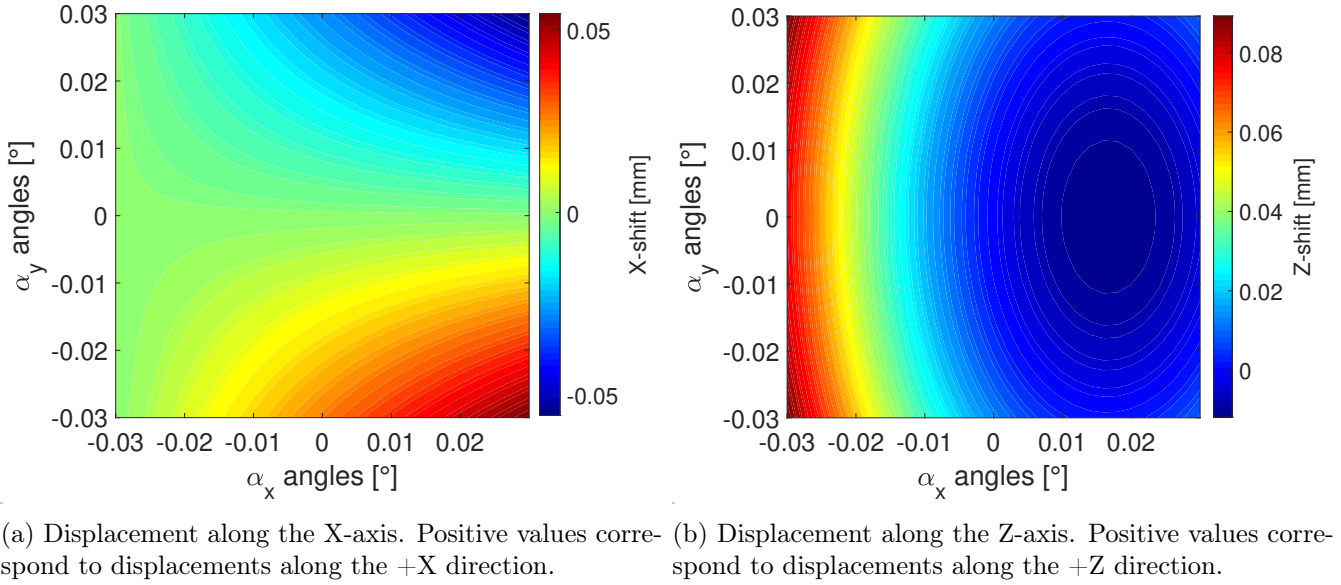 0.03
0.02
0.01
0
-0.01
-0.02
-0.03
α_y angles [°]
-0.03 -0.02 -0.01 0 0.01 0.02
α_x angles [°]
0.05
0
-0.05
X-shift [mm]
0.03
0.02
0.01
0
-0.01
-0.02
-0.03
α_y angles [°]
-0.03 -0.02 -0.01 0 0.01 0.02
α_x angles [°]
0.08
0.06
0.04
0.02
0
Z-shift [mm]
(a) Displacement along the X-axis. Positive values corre-
spond to displacements along the +X direction.
(b) Displacement along the Z-axis. Positive values corre-
spond to displacements along the +Z direction.